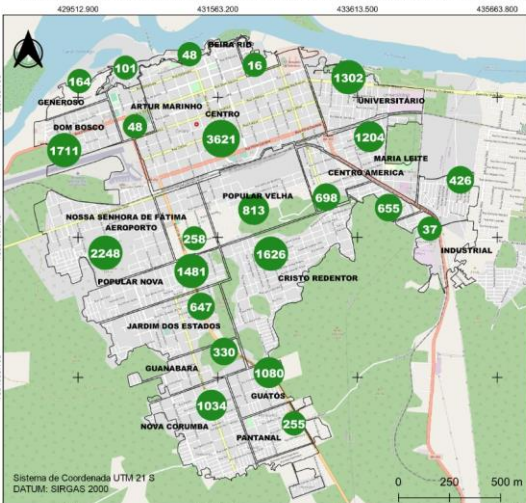 429512.900 431563.200 433613.500 435663.800
BEIRA RIO
48
16
101
1302
164
GENEROSO
ARTUR MARINHO
UNIVERSITÁRIO
DOM BOSCO
48
CENTRO
3621
1204
1711
MARIA LEITE
CENTRO AMERICA
426
POPULAR VELHA
698
655
813
NOSSA SENHORA DE FÁTIMA
AEROPORTO
37
258
2248
1626
INDUSTRIAL
1481
CRISTO REDENTOR
POPULAR NOVA
647
JARDIM DOS ESTADOS
330
GUANABARA
1080
GUATÓS
1034
NOVA CORUMBA
255
PANTANAL
Sistema de Coordenada UTM 21 S
DATUM: SIRGAS 2000
0 250 500 m